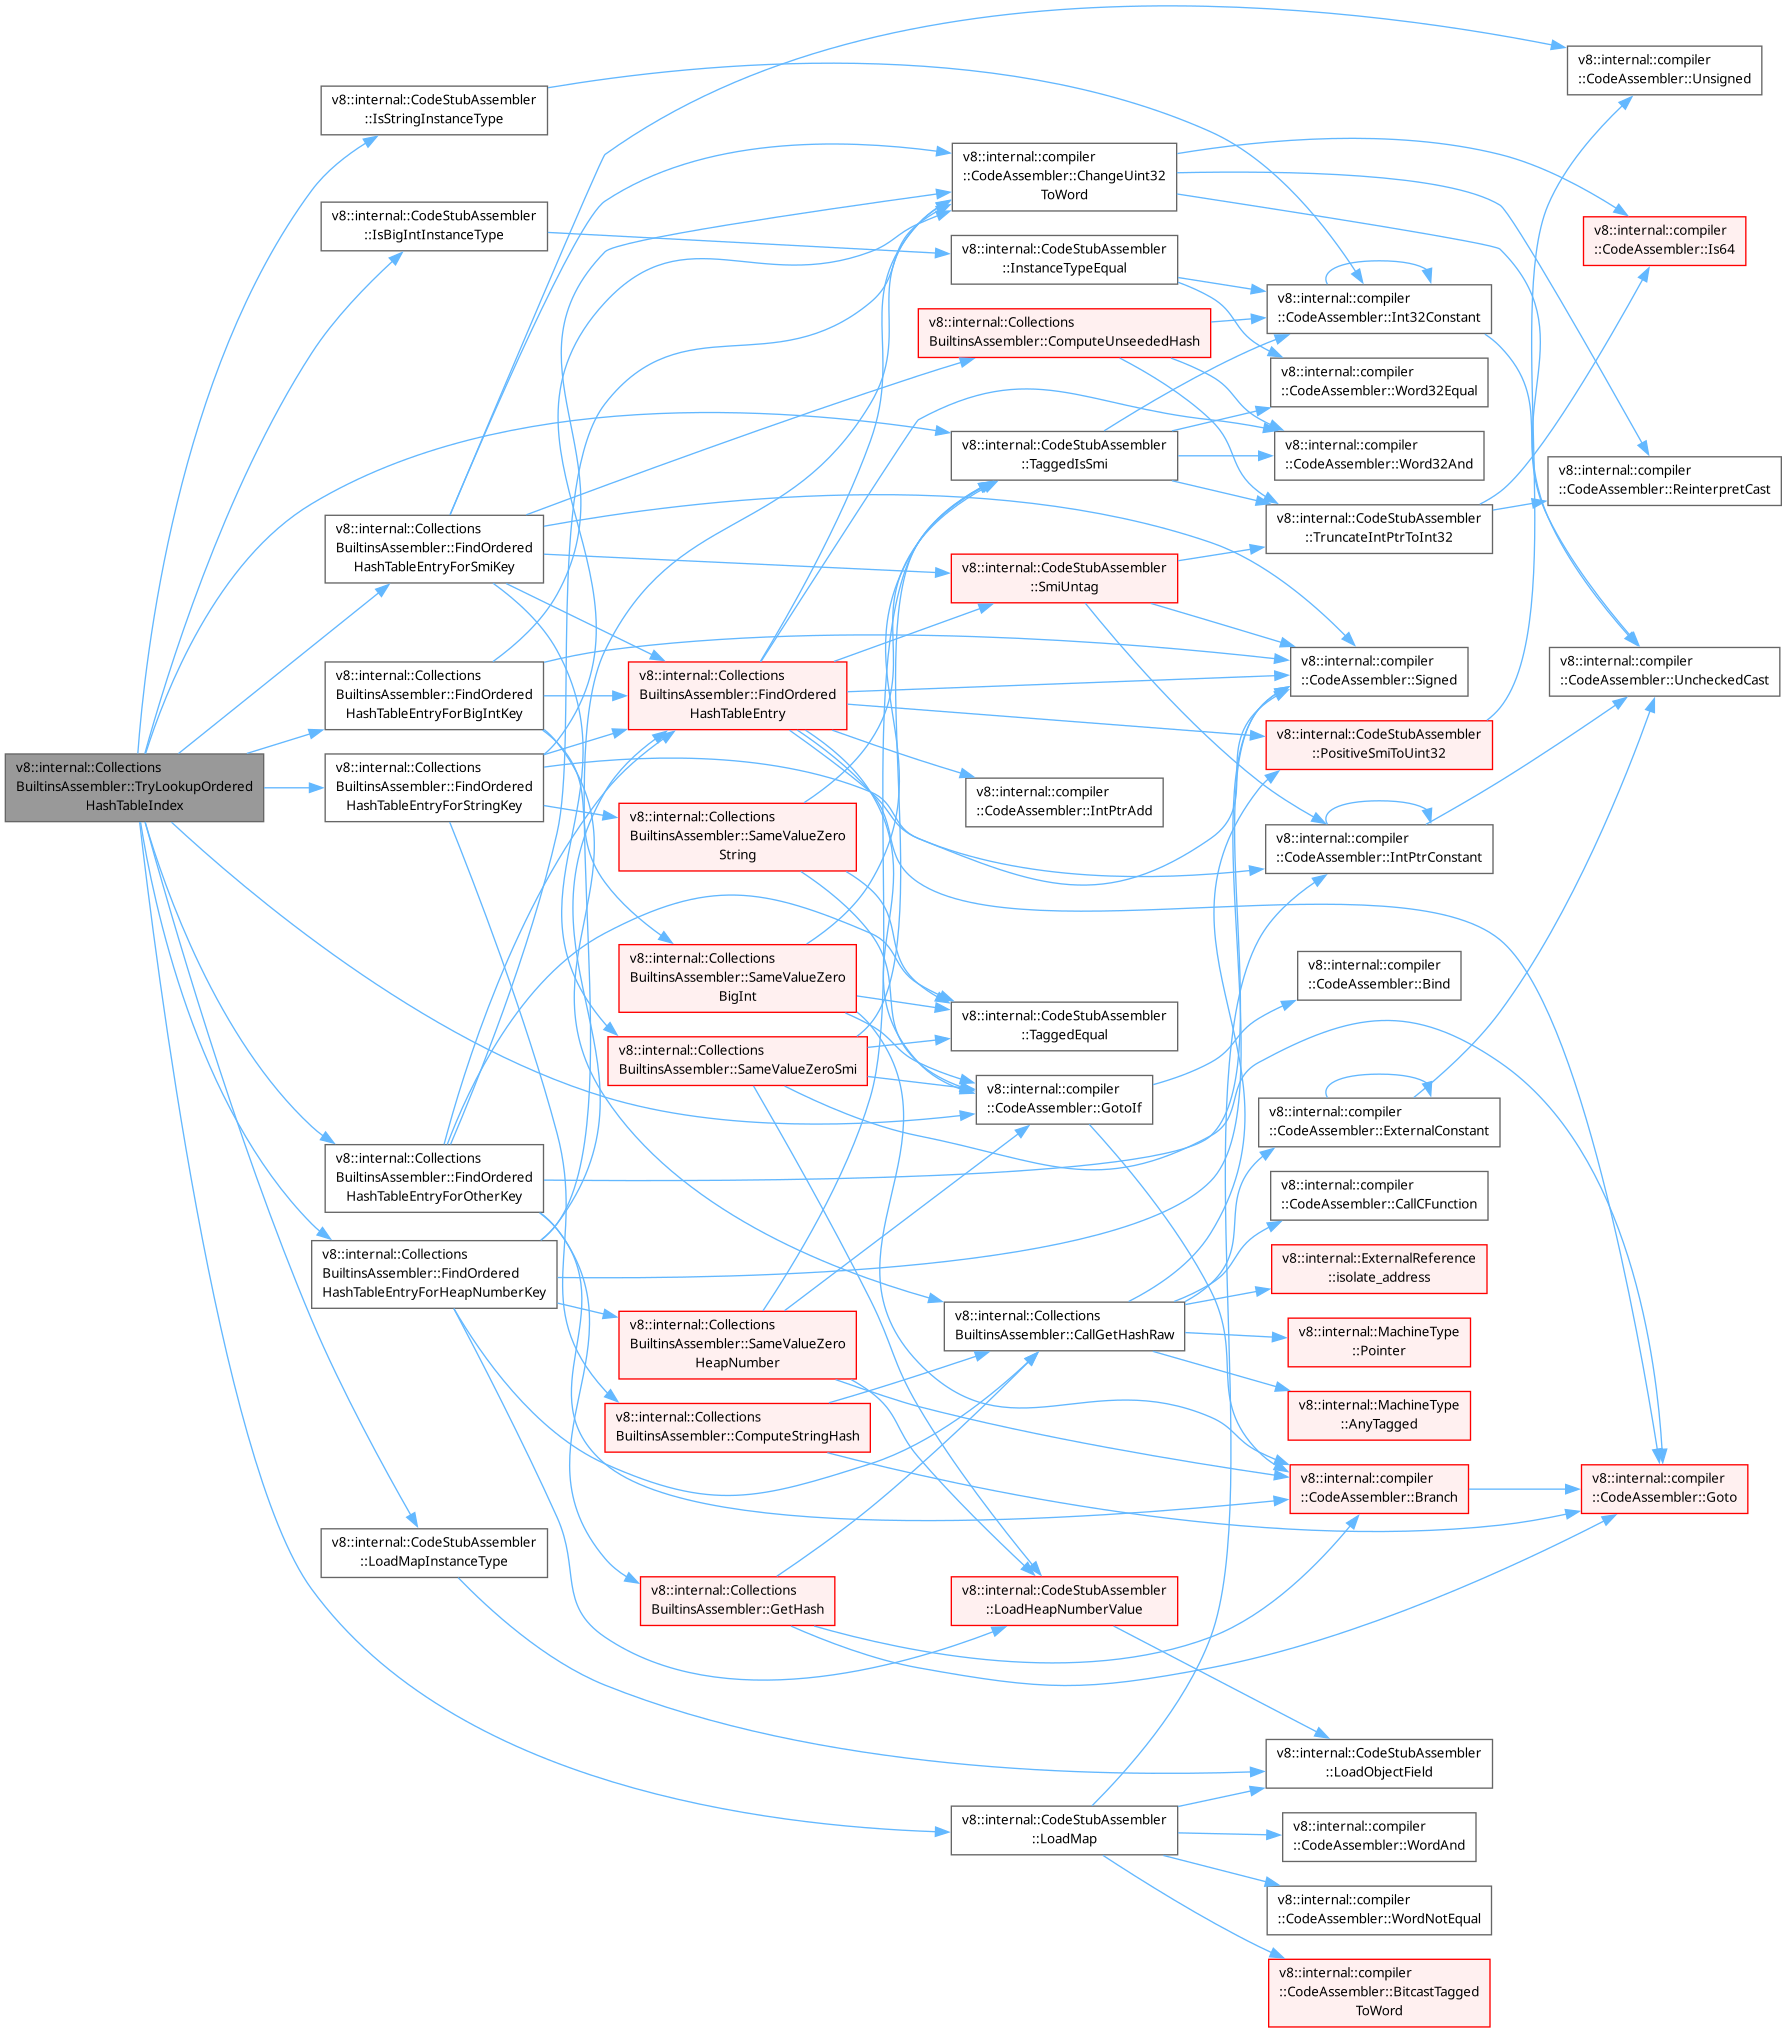 v8::internal::Collections
BuiltinsAssembler::TryLookupOrdered
HashTableIndex
v8::internal::CodeStubAssembler
::IsStringInstanceType
v8::internal::CodeStubAssembler
::IsBigIntInstanceType
v8::internal::Collections
BuiltinsAssembler::FindOrdered
HashTableEntryForSmiKey
v8::internal::Collections
BuiltinsAssembler::FindOrdered
HashTableEntryForBigIntKey
v8::internal::Collections
BuiltinsAssembler::FindOrdered
HashTableEntryForStringKey
v8::internal::Collections
BuiltinsAssembler::FindOrdered
HashTableEntryForOtherKey
v8::internal::Collections
BuiltinsAssembler::FindOrdered
HashTableEntryForHeapNumberKey
v8::internal::CodeStubAssembler
::LoadMapInstanceType
v8::internal::Collections
BuiltinsAssembler::FindOrdered
HashTableEntry
v8::internal::Collections
BuiltinsAssembler::SameValueZero
String
v8::internal::Collections
BuiltinsAssembler::SameValueZero
BigInt
v8::internal::Collections
BuiltinsAssembler::SameValueZeroSmi
v8::internal::Collections
BuiltinsAssembler::SameValueZero
HeapNumber
v8::internal::Collections
BuiltinsAssembler::ComputeStringHash
v8::internal::Collections
BuiltinsAssembler::GetHash
v8::internal::compiler
::CodeAssembler::ChangeUint32
ToWord
v8::internal::CodeStubAssembler
::InstanceTypeEqual
v8::internal::Collections
BuiltinsAssembler::ComputeUnseededHash
v8::internal::CodeStubAssembler
::TaggedIsSmi
v8::internal::CodeStubAssembler
::SmiUntag
v8::internal::compiler
::CodeAssembler::IntPtrAdd
v8::internal::CodeStubAssembler
::TaggedEqual
v8::internal::compiler
::CodeAssembler::GotoIf
v8::internal::Collections
BuiltinsAssembler::CallGetHashRaw
v8::internal::CodeStubAssembler
::LoadHeapNumberValue
v8::internal::CodeStubAssembler
::LoadMap
v8::internal::compiler
::CodeAssembler::Int32Constant
v8::internal::compiler
::CodeAssembler::Word32Equal
v8::internal::compiler
::CodeAssembler::Word32And
v8::internal::CodeStubAssembler
::TruncateIntPtrToInt32
v8::internal::compiler
::CodeAssembler::Signed
v8::internal::CodeStubAssembler
::PositiveSmiToUint32
v8::internal::compiler
::CodeAssembler::IntPtrConstant
v8::internal::compiler
::CodeAssembler::Bind
v8::internal::compiler
::CodeAssembler::ExternalConstant
v8::internal::compiler
::CodeAssembler::CallCFunction
v8::internal::ExternalReference
::isolate_address
v8::internal::MachineType
::Pointer
v8::internal::MachineType
::AnyTagged
v8::internal::compiler
::CodeAssembler::Branch
v8::internal::CodeStubAssembler
::LoadObjectField
v8::internal::compiler
::CodeAssembler::WordAnd
v8::internal::compiler
::CodeAssembler::WordNotEqual
v8::internal::compiler
::CodeAssembler::BitcastTagged
ToWord
v8::internal::compiler
::CodeAssembler::Unsigned
v8::internal::compiler
::CodeAssembler::Is64
v8::internal::compiler
::CodeAssembler::ReinterpretCast
v8::internal::compiler
::CodeAssembler::UncheckedCast
v8::internal::compiler
::CodeAssembler::Goto